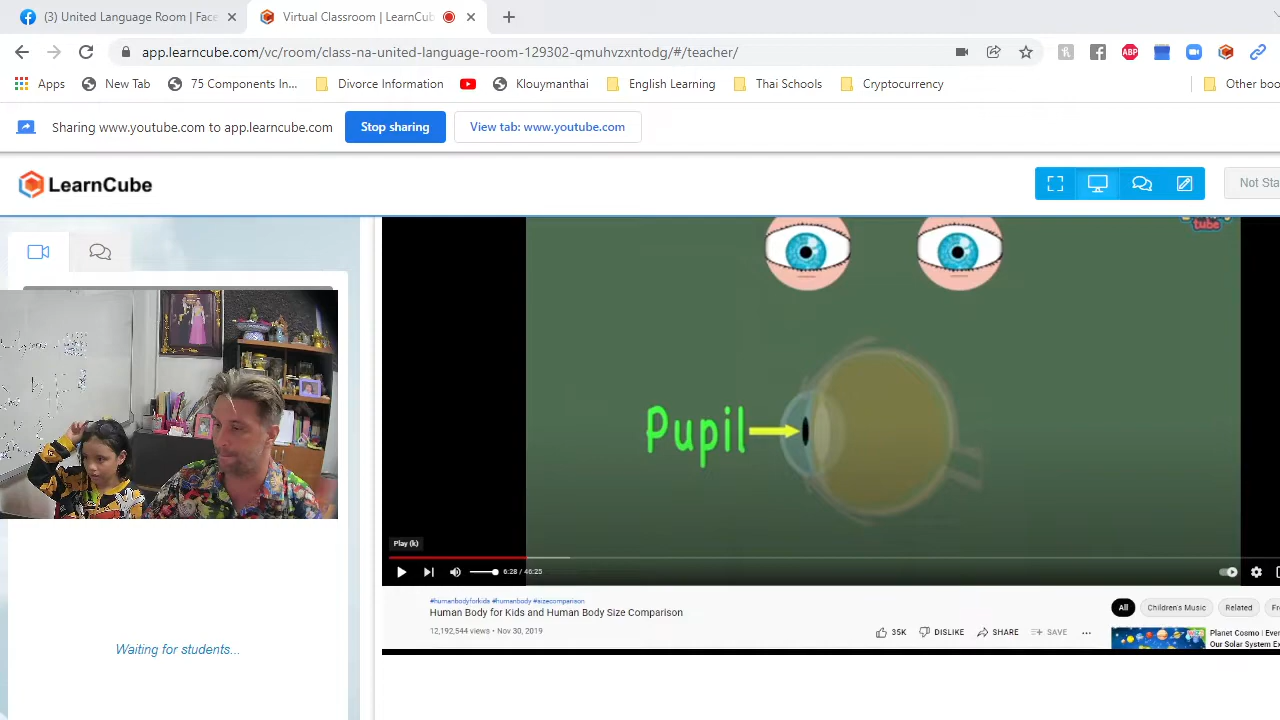 (3) United Language Room | Face
Virtual Classroom | LearnCub
app.learncube.com/vc/room/class-na-united-language-room-129302-qmuhvzxntodg/#/teacher/
ABP
Apps
New Tab
75 Components In...
Divorce Information
Klouymanthai
English Learning
Thai Schools
Cryptocurrency
Other boo
Sharing www.youtube.com to app.learncube.com
Stop sharing
View tab: www.youtube.com
LearnCube
Not Sta
tube
Pupil
Play (k)
6:28 / 46:25
#humanbodyforkids #humanbody #sizecomparison
Human Body for Kids and Human Body Size Comparison
12,192,544 views • Nov 30, 2019
35K
DISLIKE
SHARE
SAVE
All
Children's Music
Related
Fr
Planet Cosmo | Ever
Our Solar System Ex
Waiting for students...